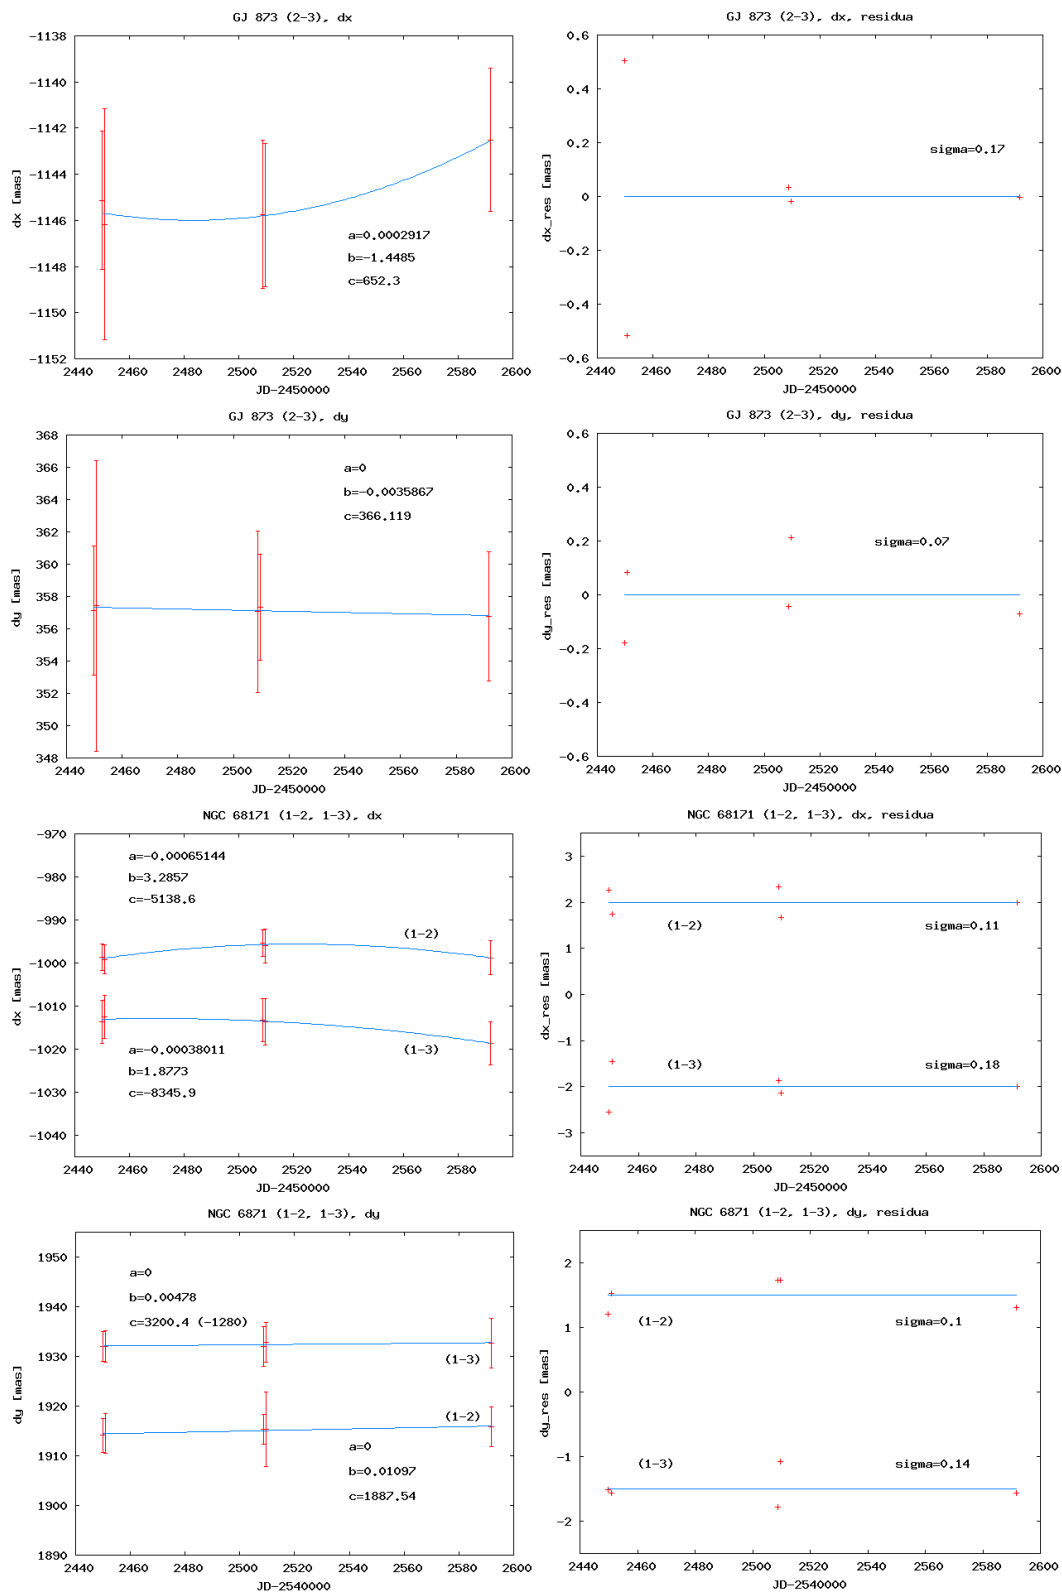 GJ 873 (2-3), dx
-1138
-1140
-1142
-1144
-1146
-1148
-1150
-1152
dx [mas]
a=0.0002917
b=-1.4485
c=652.3
2440 2460 2480 2500 2520 2540 2560 2580 2600
JD-2450000
GJ 873 (2-3), dx, residua
0.6
0.4
0.2
0
-0.2
-0.4
-0.6
dx_res [mas]
sigma=0.17
2440 2460 2480 2500 2520 2540 2560 2580 2600
JD-2450000
GJ 873 (2-3), dy
368
366
364
362
360
358
356
354
352
350
348
dy [mas]
a=0
b=-0.0035867
c=366.119
2440 2460 2480 2500 2520 2540 2560 2580 2600
JD-2450000
GJ 873 (2-3), dy, residua
0.6
0.4
0.2
0
-0.2
-0.4
-0.6
dy_res [mas]
sigma=0.07
2440 2460 2480 2500 2520 2540 2560 2580 2600
JD-2450000
NGC 68171 (1-2, 1-3), dx
-970
-980
-990
-1000
-1010
-1020
-1030
-1040
dx [mas]
a=-0.00065144
b=3.2857
c=-5138.6
(1-2)
(1-3)
a=-0.00038011
b=1.8773
c=-8345.9
2440 2460 2480 2500 2520 2540 2560 2580 2600
JD-2450000
NGC 68171 (1-2, 1-3), dx, residua
3
2
1
0
-1
-2
-3
dx_res [mas]
(1-2) sigma=0.11
(1-3) sigma=0.18
2440 2460 2480 2500 2520 2540 2560 2580 2600
JD-2450000
NGC 6871 (1-2, 1-3), dy
1950
1940
1930
1920
1910
1900
1890
dy [mas]
a=0
b=0.00478
c=3200.4 (-1280)
(1-3)
(1-2)
a=0
b=0.01097
c=1887.54
2440 2460 2480 2500 2520 2540 2560 2580 2600
JD-2540000
NGC 6871 (1-2, 1-3), dy, residua
2
1
0
-1
-2
dy_res [mas]
(1-2) sigma=0.1
(1-3) sigma=0.14
2440 2460 2480 2500 2520 2540 2560 2580 2600
JD-2540000